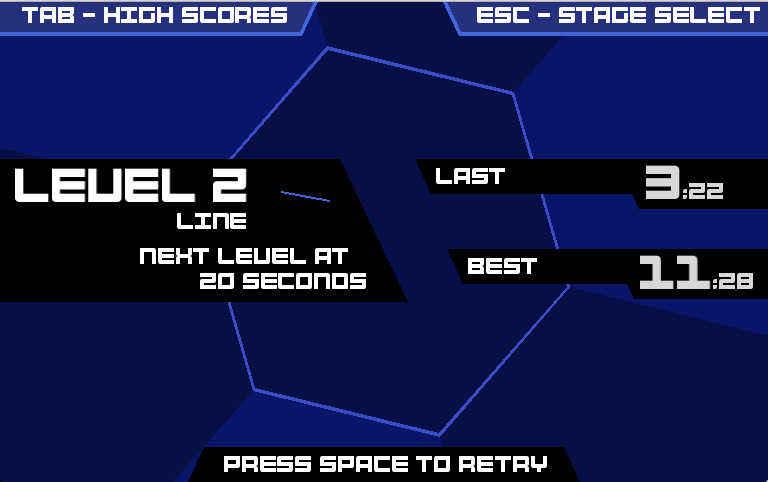 TAB - HIGH SCORES
ESC - STAGE SELECT
LEVEL 2
LINE
NEXT LEVEL AT
20 SECONDS
LAST
3:22
BEST
11:28
PRESS SPACE TO RETRY